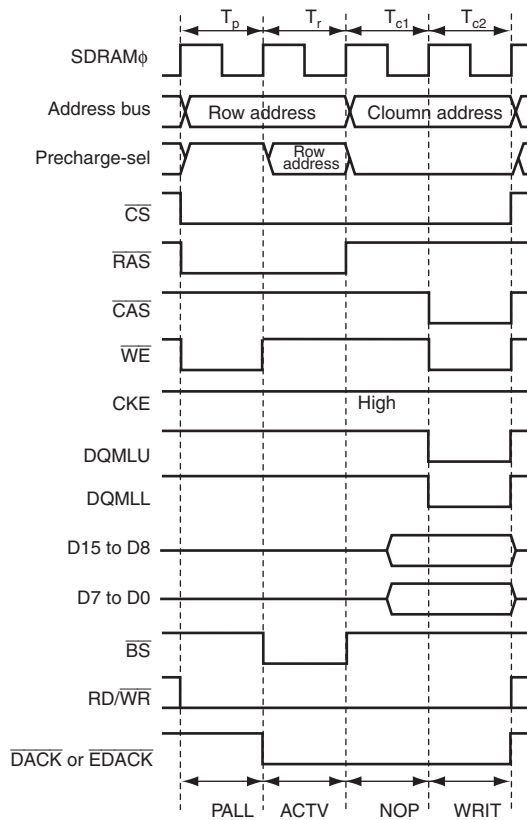 Tp Tr Tc1 Tc2
SDRAMϕ
Address bus Row address Cloumn address
Precharge-sel Row address
CS
RAS
CAS
WE
CKE High
DQMLU
DQMLL
D15 to D8
D7 to D0
BS
RD/WR
DACK or EDACK
PALL ACTV NOP WRIT